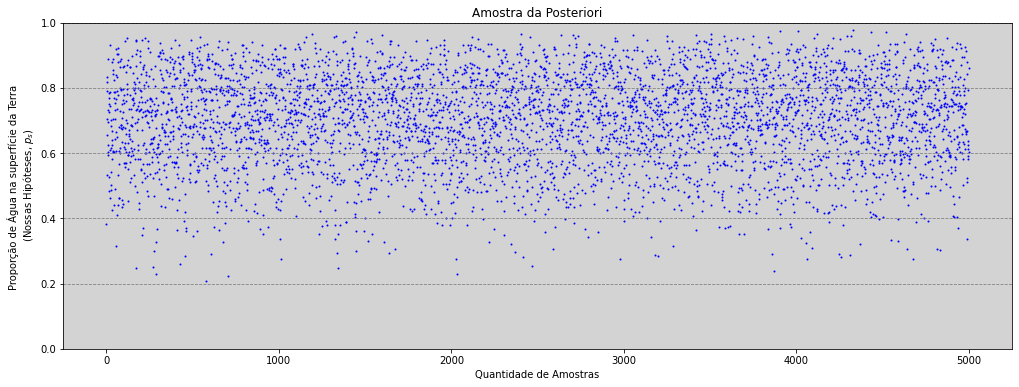 Amostra da Posteriori
Proporção de Água na superfície da Terra
(Nossas Hipóteses, pₛ)
1.0
0.8
0.6
0.4
0.2
0.0
0 1000 2000 3000 4000 5000
Quantidade de Amostras